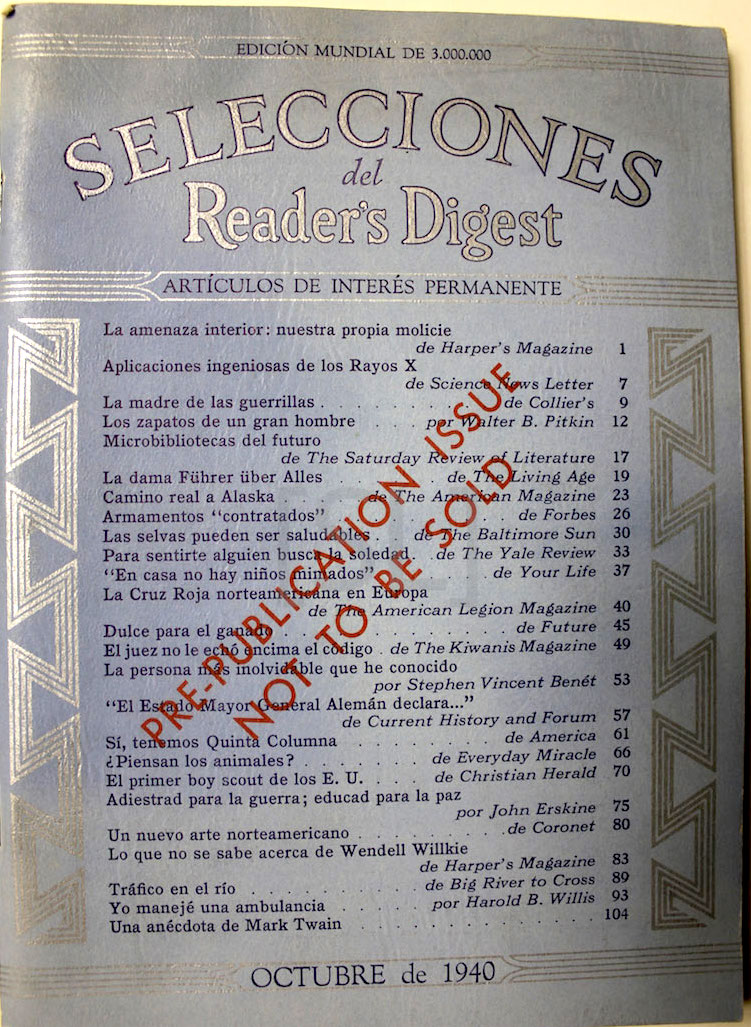 EDICIÓN MUNDIAL DE 3.000.000
SELECCIONES
del
Reader's Digest
ARTÍCULOS DE INTERÉS PERMANENTE
La amenaza interior: nuestra propia molicie
de Harper's Magazine 1
Aplicaciones ingeniosas de los Rayos X
de Science News Letter 7
La madre de las guerrillas . . . . . . . . . de Collier's 9
Los zapatos de un gran hombre . . . por Walter B. Pitkin 12
Microbibliotecas del futuro
de The Saturday Review of Literature 17
La dama Führer über Alles . . . . . de The Living Age 19
Camino real a Alaska . . . . de The American Magazine 23
Armamentos "contratados" . . . . . . . . . . de Forbes 26
Las selvas pueden ser saludables . . de The Baltimore Sun 30
Para sentirte alguien busca la soledad . . de The Yale Review 33
"En casa no hay niños mimados" . . . . . . de Your Life 37
La Cruz Roja norteamericana en Europa
de The American Legion Magazine 40
Dulce para el ganado . . . . . . . . . . . . . . de Future 45
El juez no le echó encima el código . de The Kiwanis Magazine 49
La persona más inolvidable que he conocido
por Stephen Vincent Benét 53
"El Estado Mayor General Alemán declara..."
de Current History and Forum 57
Sí, tenemos Quinta Columna . . . . . . . . de America 61
¿Piensan los animales? . . . . . . . de Everyday Miracle 66
El primer boy scout de los E. U. . . . de Christian Herald 70
Adiestrad para la guerra; educad para la paz
por John Erskine 75
Un nuevo arte norteamericano . . . . . . . . . de Coronet 80
Lo que no se sabe acerca de Wendell Willkie
de Harper's Magazine 83
Tráfico en el río . . . . . . . . . . de Big River to Cross 89
Yo manejé una ambulancia . . . . . por Harold B. Willis 93
Una anécdota de Mark Twain . . . . . . . . . . . . . . 104
PRE-PUBLICATION ISSUE
NOT TO BE SOLD
OCTUBRE de 1940